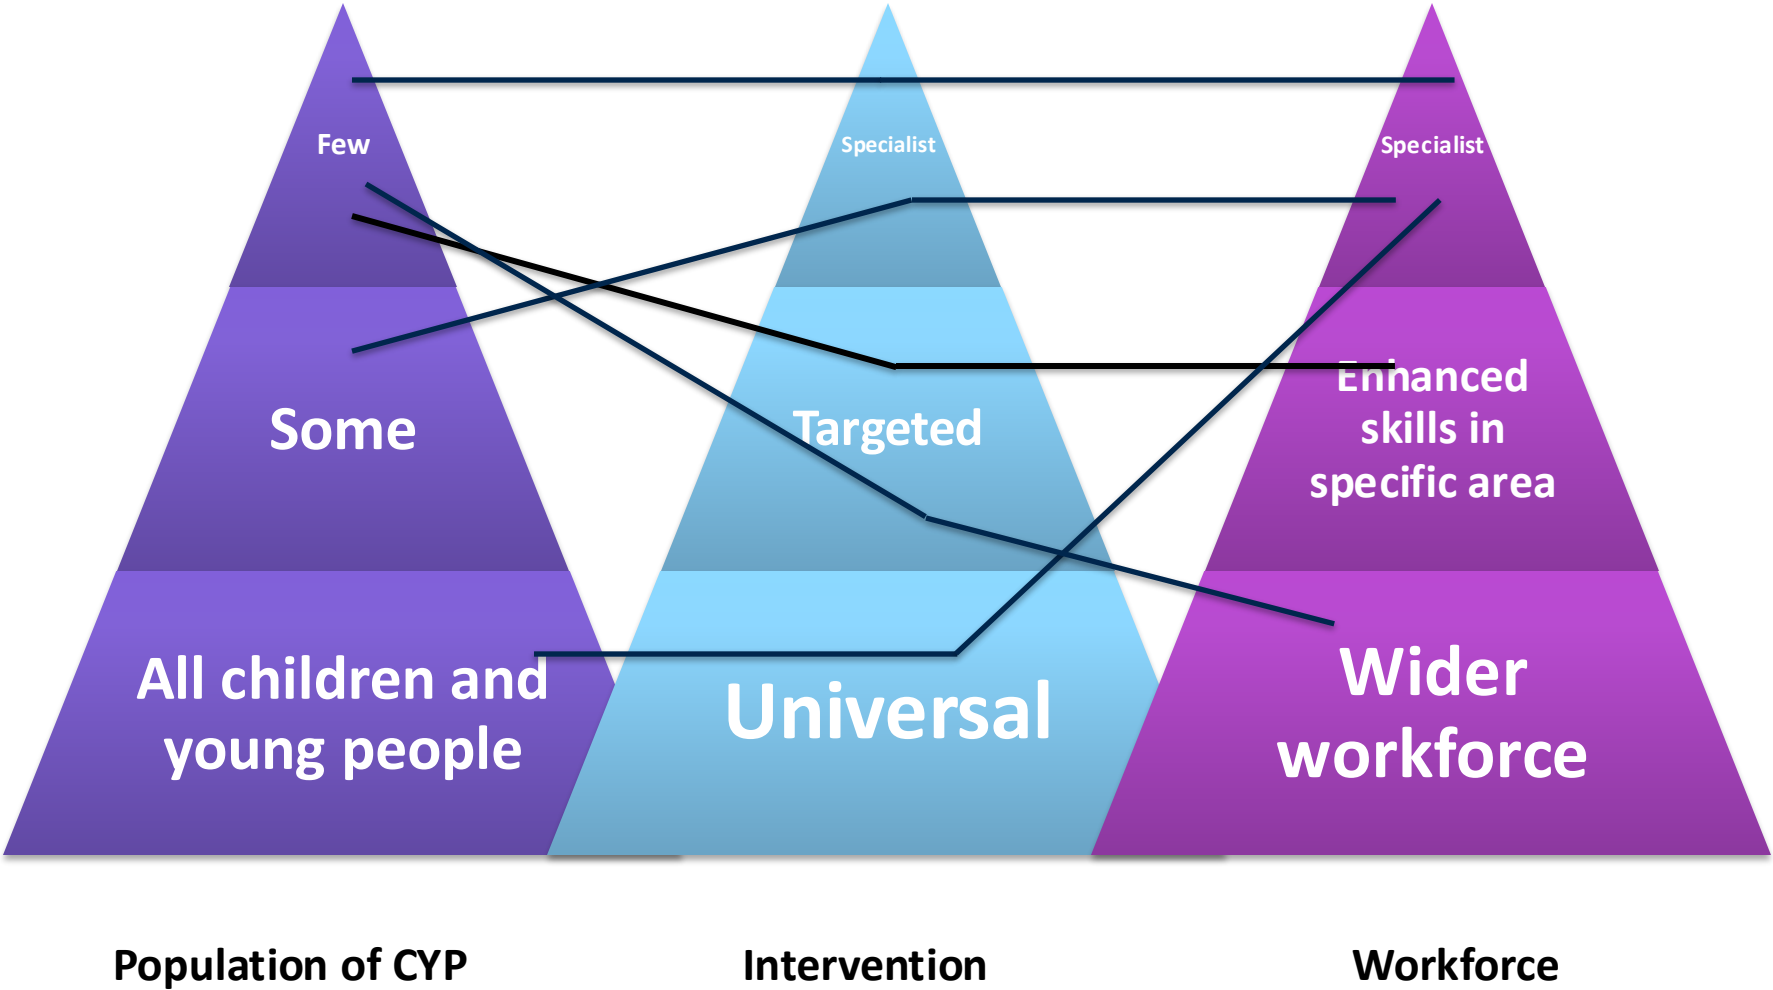 Few
Some
All children and
young people
Specialist
Targeted
Universal
Specialist
Enhanced
skills in
specific area
Wider
workforce
Population of CYP
Intervention
Workforce